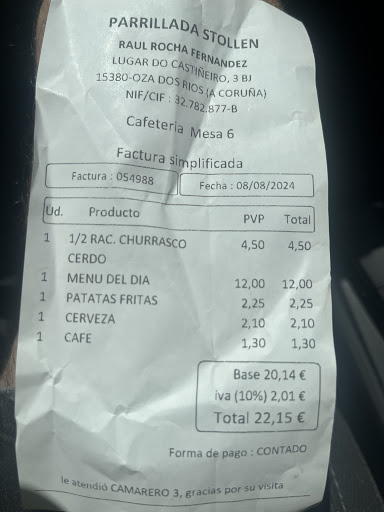 PARRILLADA STOLLEN
RAUL ROCHA FERNANDEZ
LUGAR DO CASTIÑEIRO, 3 BJ
15380-OZA DOS RIOS (A CORUÑA)
NIF/CIF : 32.782.877-B
Cafeteria Mesa 6
Factura simplificada
Factura : 054988 Fecha : 08/08/2024
Ud. Producto PVP Total
1 1/2 RAC. CHURRASCO 4,50 4,50
CERDO
1 MENU DEL DIA 12,00 12,00
1 PATATAS FRITAS 2,25 2,25
1 CERVEZA 2,10 2,10
1 CAFE 1,30 1,30
Base 20,14 €
iva (10%) 2,01 €
Total 22,15 €
Forma de pago : CONTADO
le atendió CAMARERO 3, gracias por su visita